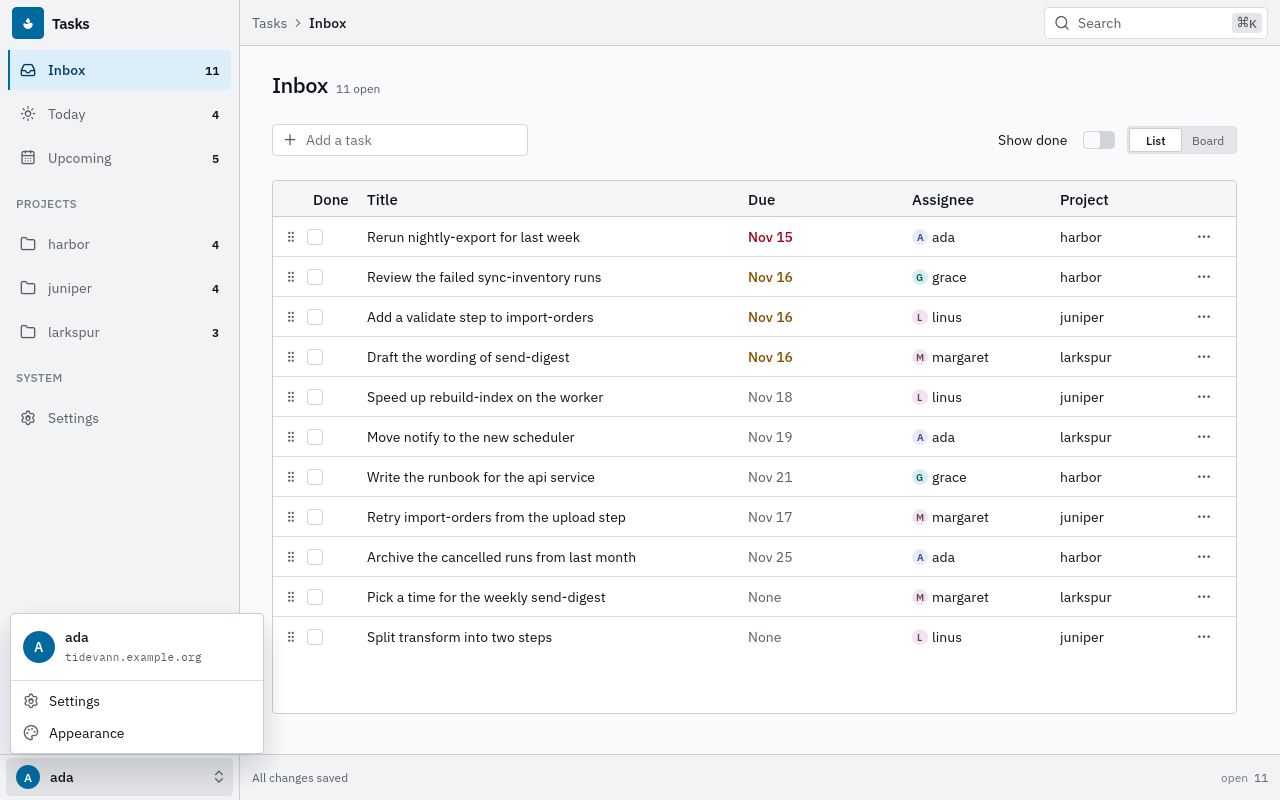 Tasks
Inbox 11
Today 4
Upcoming 5
PROJECTS
harbor 4
juniper 4
larkspur 3
SYSTEM
Settings
A ada
tidevann.example.org
Settings
Appearance
A ada
Tasks > Inbox
Search ⌘K
Inbox 11 open
Add a task
Show done List Board
Done Title Due Assignee Project
Rerun nightly-export for last week Nov 15 A ada harbor
Review the failed sync-inventory runs Nov 16 G grace harbor
Add a validate step to import-orders Nov 16 L linus juniper
Draft the wording of send-digest Nov 16 M margaret larkspur
Speed up rebuild-index on the worker Nov 18 L linus juniper
Move notify to the new scheduler Nov 19 A ada larkspur
Write the runbook for the api service Nov 21 G grace harbor
Retry import-orders from the upload step Nov 17 M margaret juniper
Archive the cancelled runs from last month Nov 25 A ada harbor
Pick a time for the weekly send-digest None M margaret larkspur
Split transform into two steps None L linus juniper
All changes saved open 11